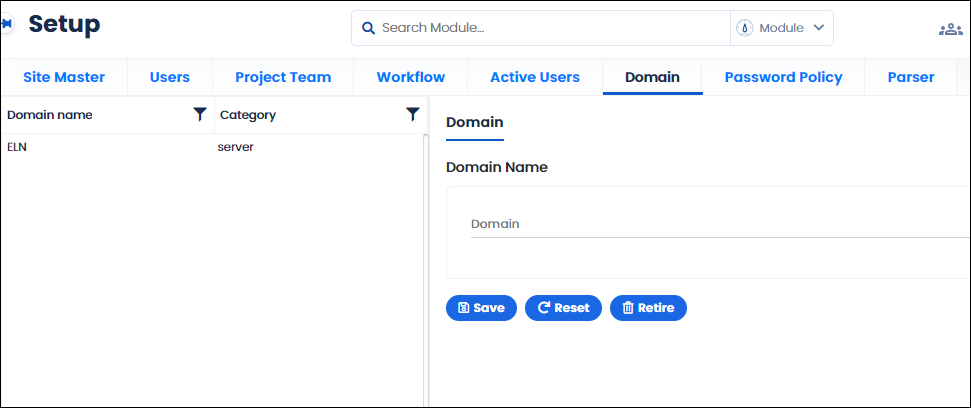 Setup
Search Module...
Module
Site Master
Users
Project Team
Workflow
Active Users
Domain
Password Policy
Parser
Domain name
Category
ELN
server
Domain
Domain Name
Domain
Save
Reset
Retire